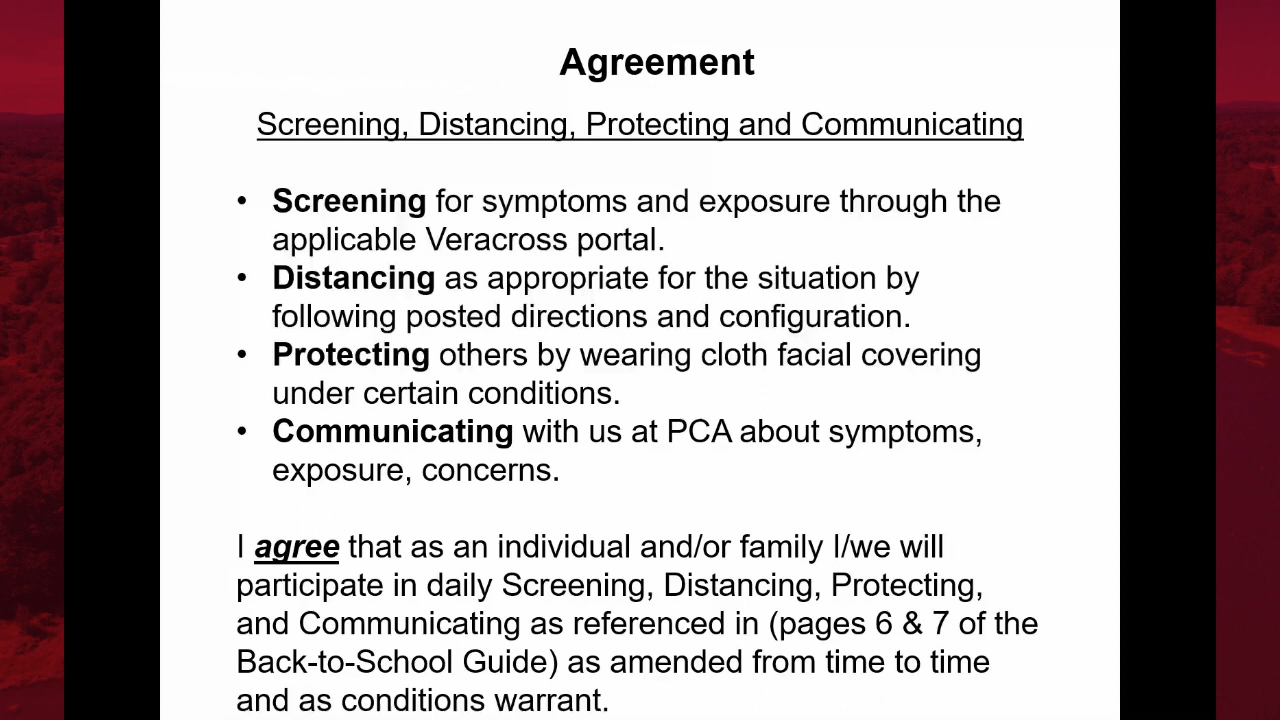 Agreement
Screening, Distancing, Protecting and Communicating
• Screening for symptoms and exposure through the
applicable Veracross portal.
• Distancing as appropriate for the situation by
following posted directions and configuration.
• Protecting others by wearing cloth facial covering
under certain conditions.
• Communicating with us at PCA about symptoms,
exposure, concerns.
I agree that as an individual and/or family I/we will
participate in daily Screening, Distancing, Protecting,
and Communicating as referenced in (pages 6 & 7 of the
Back-to-School Guide) as amended from time to time
and as conditions warrant.